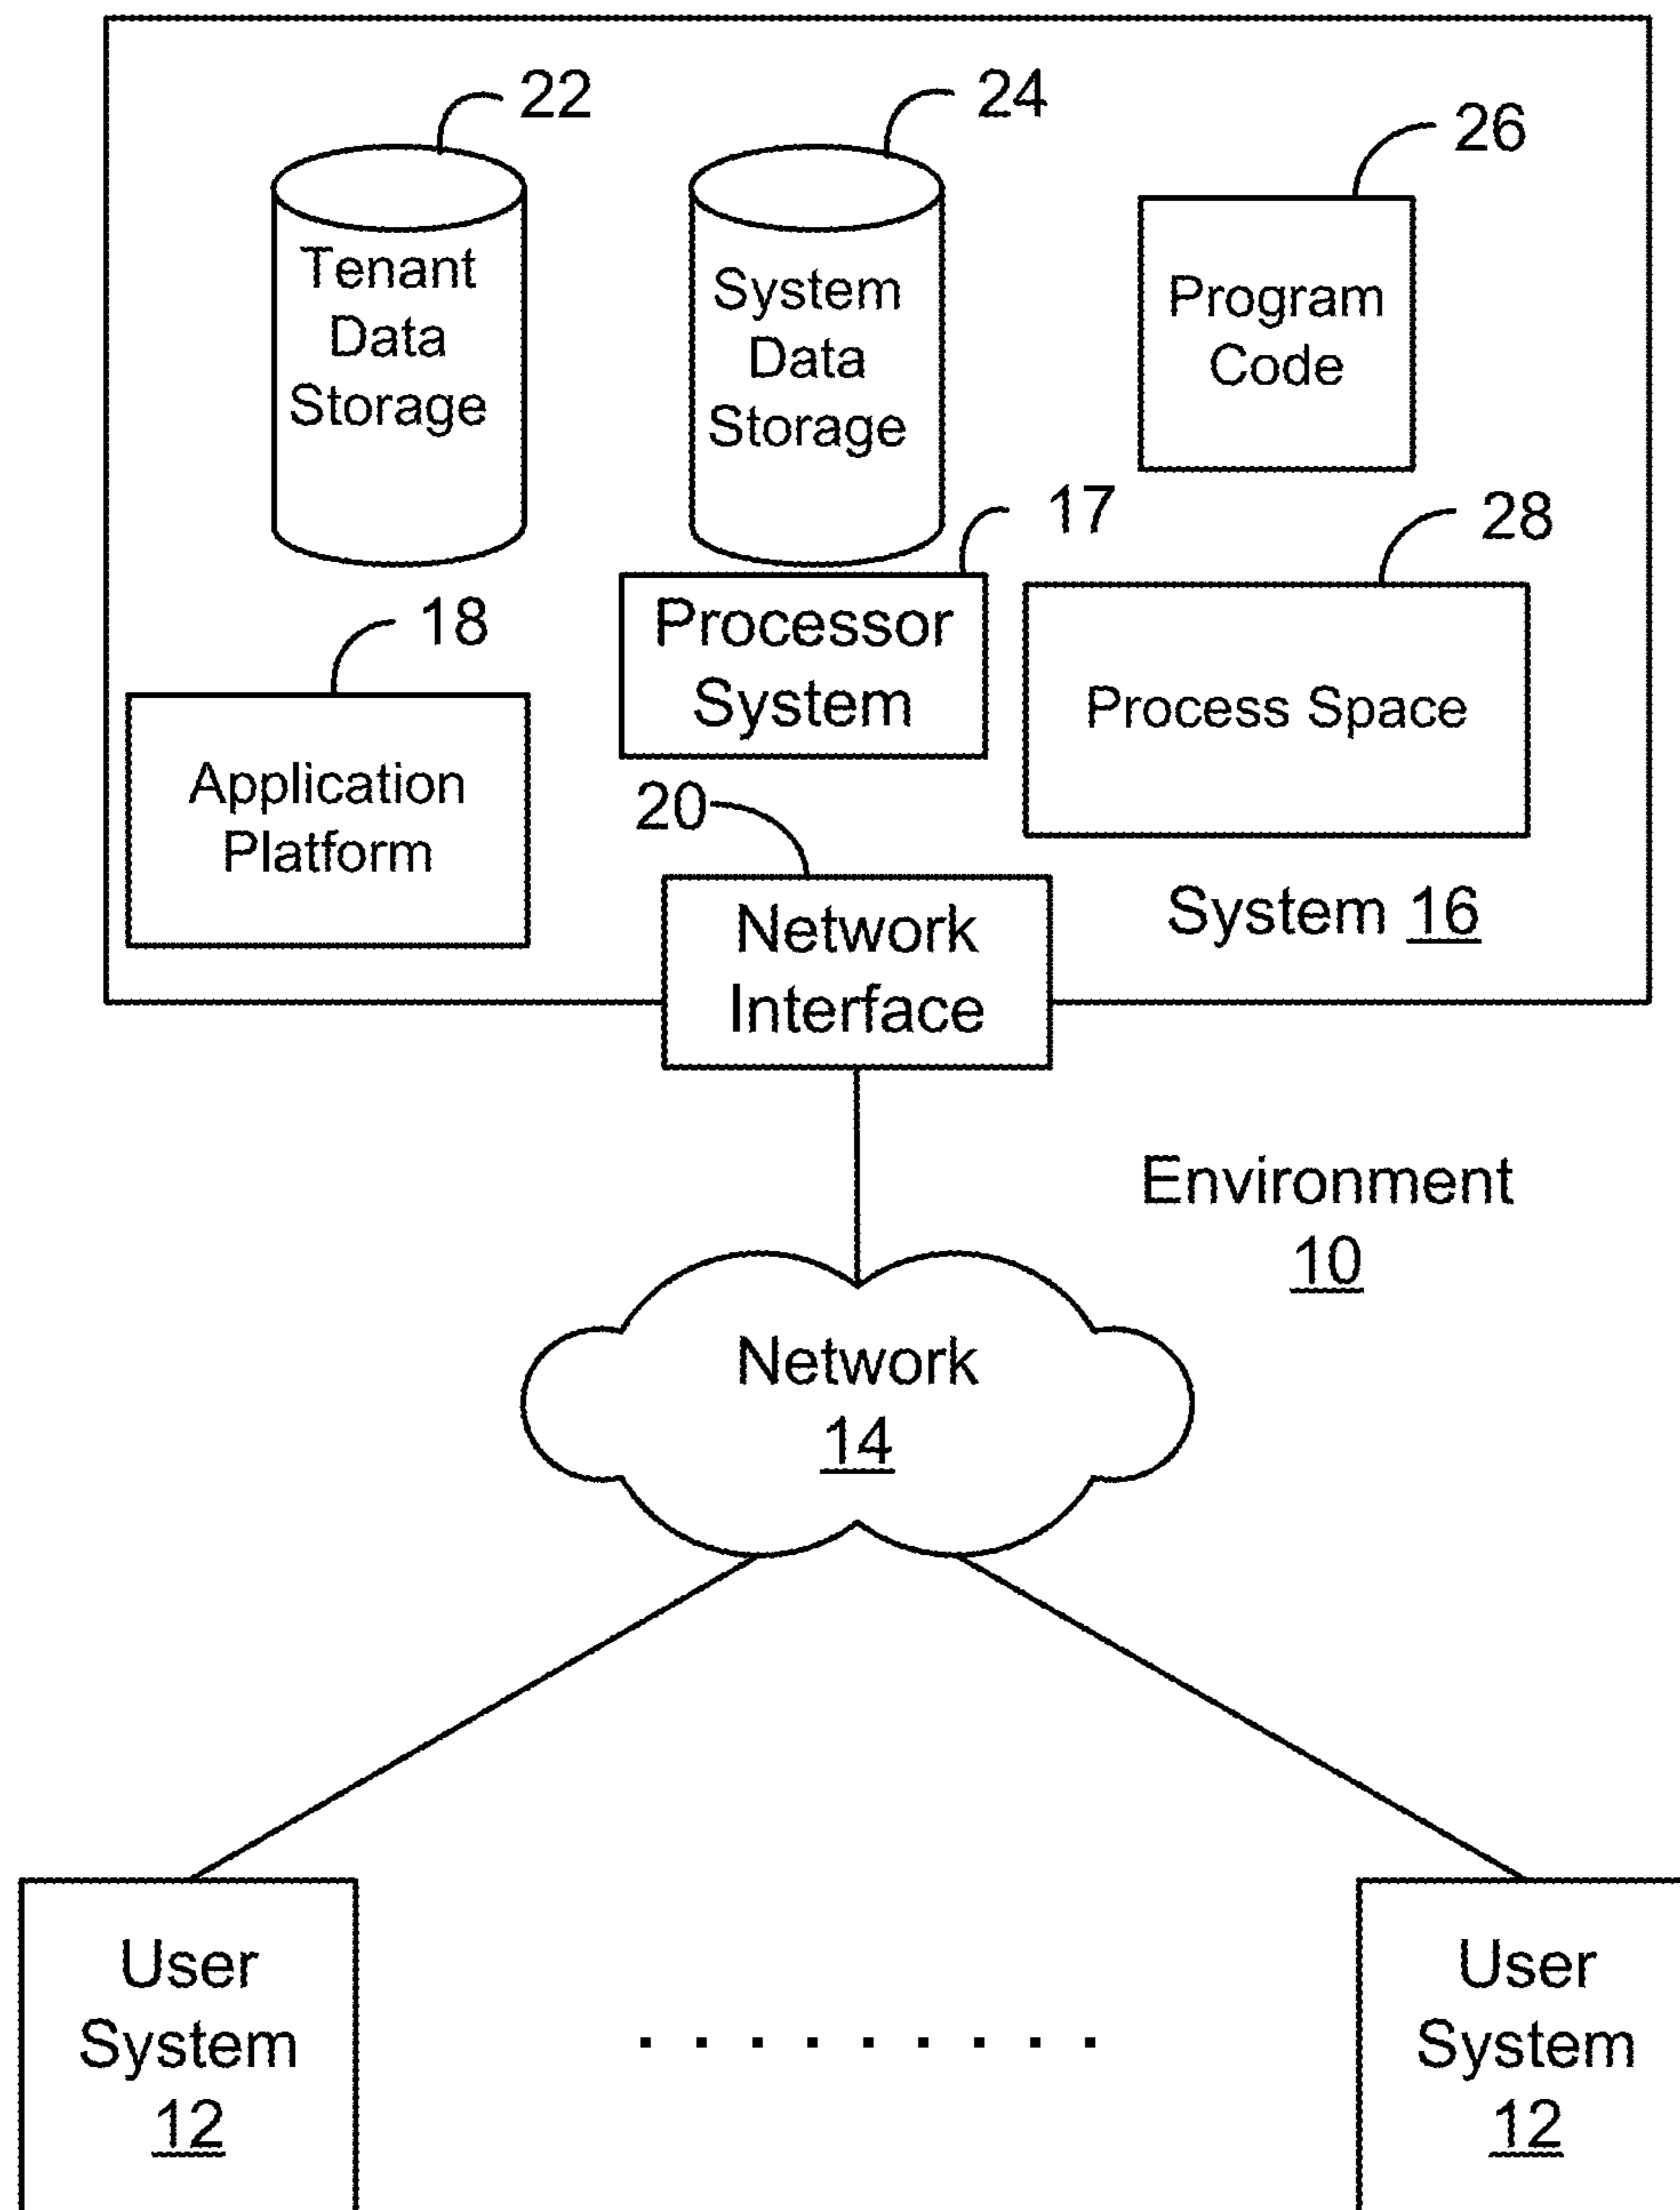 22
24
26
Tenant
Data
Storage
System
Data
Storage
Program
Code
17
28
18
Processor
System
Process Space
Application
Platform
20
Network
Interface
System 16
Environment
10
Network
14
User
System
12
. . . . . . . . .
User
System
12